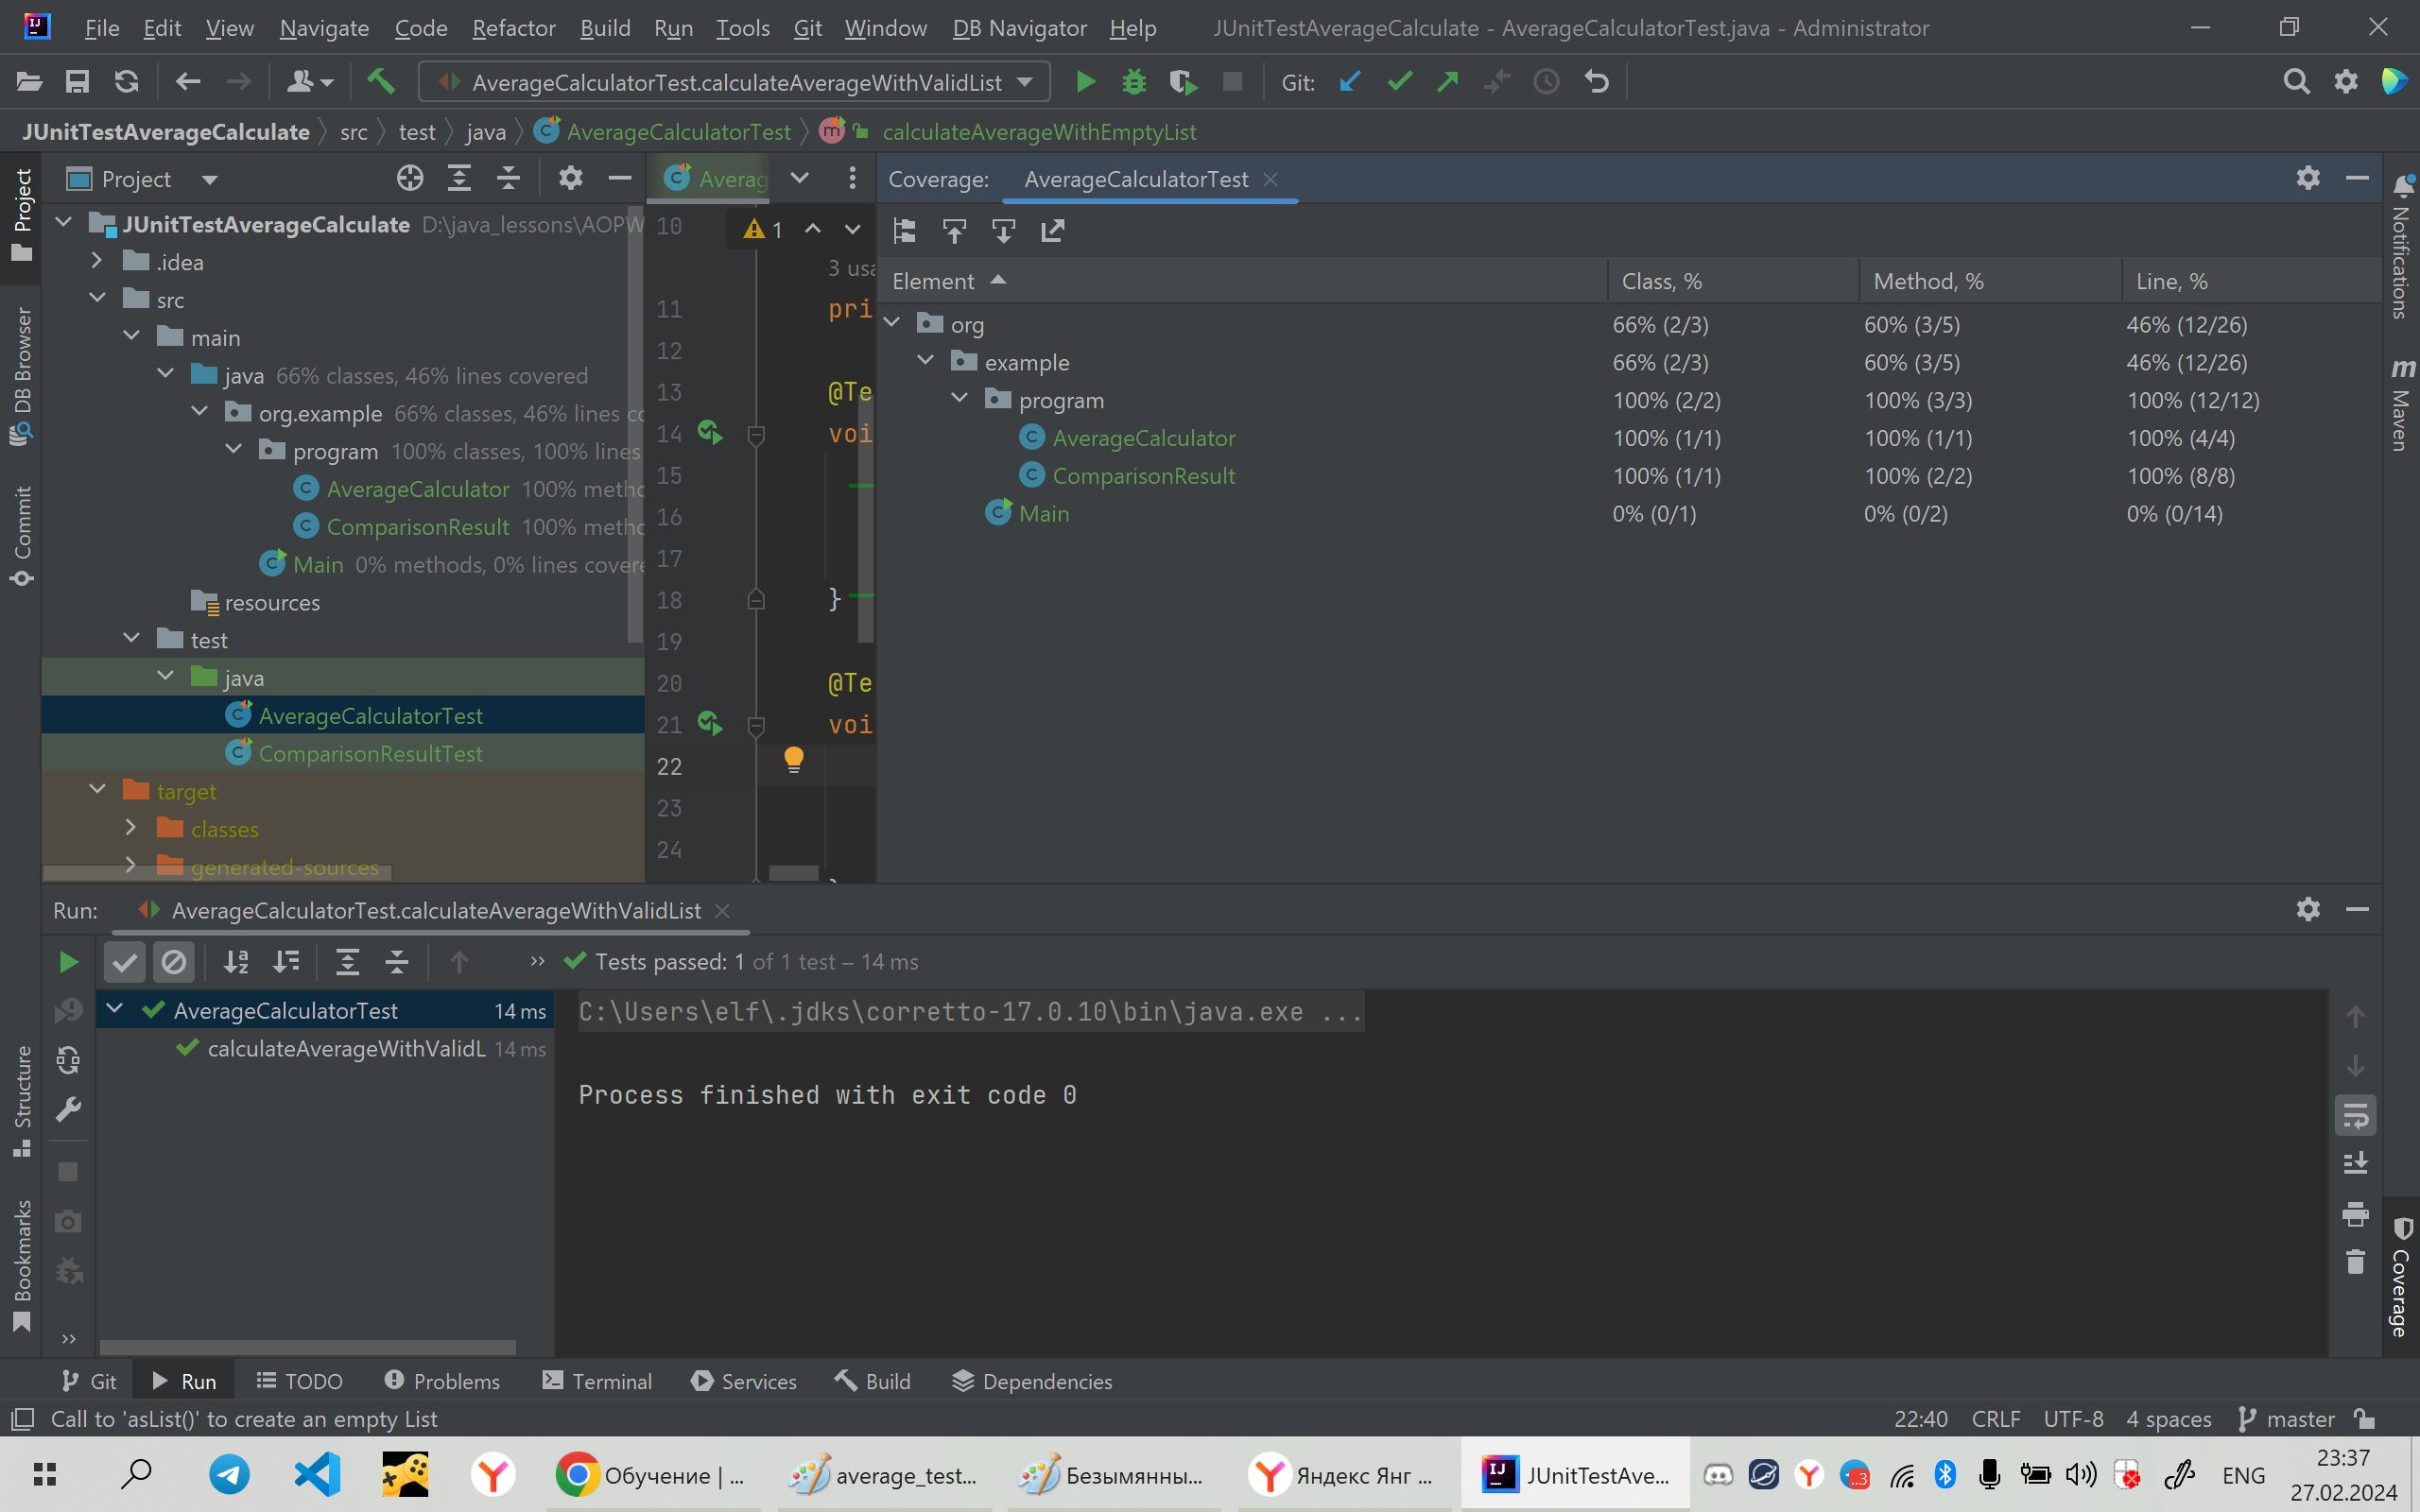 File Edit View Navigate Code Refactor Build Run Tools Git Window DB Navigator Help JUnitTestAverageCalculate - AverageCalculatorTest.java - Administrator
AverageCalculatorTest.calculateAverageWithValidList Git:
JUnitTestAverageCalculate src test java AverageCalculatorTest m calculateAverageWithEmptyList
Project
DB Browser
Commit
Structure
Bookmarks
Project
JUnitTestAverageCalculate D:\java_lessons\AOPW
.idea
src
main
java 66% classes, 46% lines covered
org.example 66% classes, 46% lines co
program 100% classes, 100% lines
AverageCalculator 100% metho
ComparisonResult 100% metho
Main 0% methods, 0% lines covere
resources
test
java
AverageCalculatorTest
ComparisonResultTest
target
classes
generated-sources
Averag
1
10
3 usa
11 pri
12
13 @Te
14 voi
15
16
17
18 }
19
20 @Te
21 voi
22
23
24
Coverage: AverageCalculatorTest
Element Class, % Method, % Line, %
org 66% (2/3) 60% (3/5) 46% (12/26)
example 66% (2/3) 60% (3/5) 46% (12/26)
program 100% (2/2) 100% (3/3) 100% (12/12)
AverageCalculator 100% (1/1) 100% (1/1) 100% (4/4)
ComparisonResult 100% (1/1) 100% (2/2) 100% (8/8)
Main 0% (0/1) 0% (0/2) 0% (0/14)
Notifications
m Maven
Coverage
Run: AverageCalculatorTest.calculateAverageWithValidList
Tests passed: 1 of 1 test – 14 ms
AverageCalculatorTest 14 ms
calculateAverageWithValidL 14 ms
C:\Users\elf\.jdks\corretto-17.0.10\bin\java.exe ...
Process finished with exit code 0
Git Run TODO Problems Terminal Services Build Dependencies
Call to 'asList()' to create an empty List 22:40 CRLF UTF-8 4 spaces master
Обучение | ... average_test... Безымянны... Яндекс Янг ... JUnitTestAve... ENG 23:37
27.02.2024